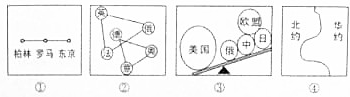 柏林 罗马 东京
①
英 俄 德 法 奥 意
②
美国 俄 欧盟 中 日
③
北约 华约
④